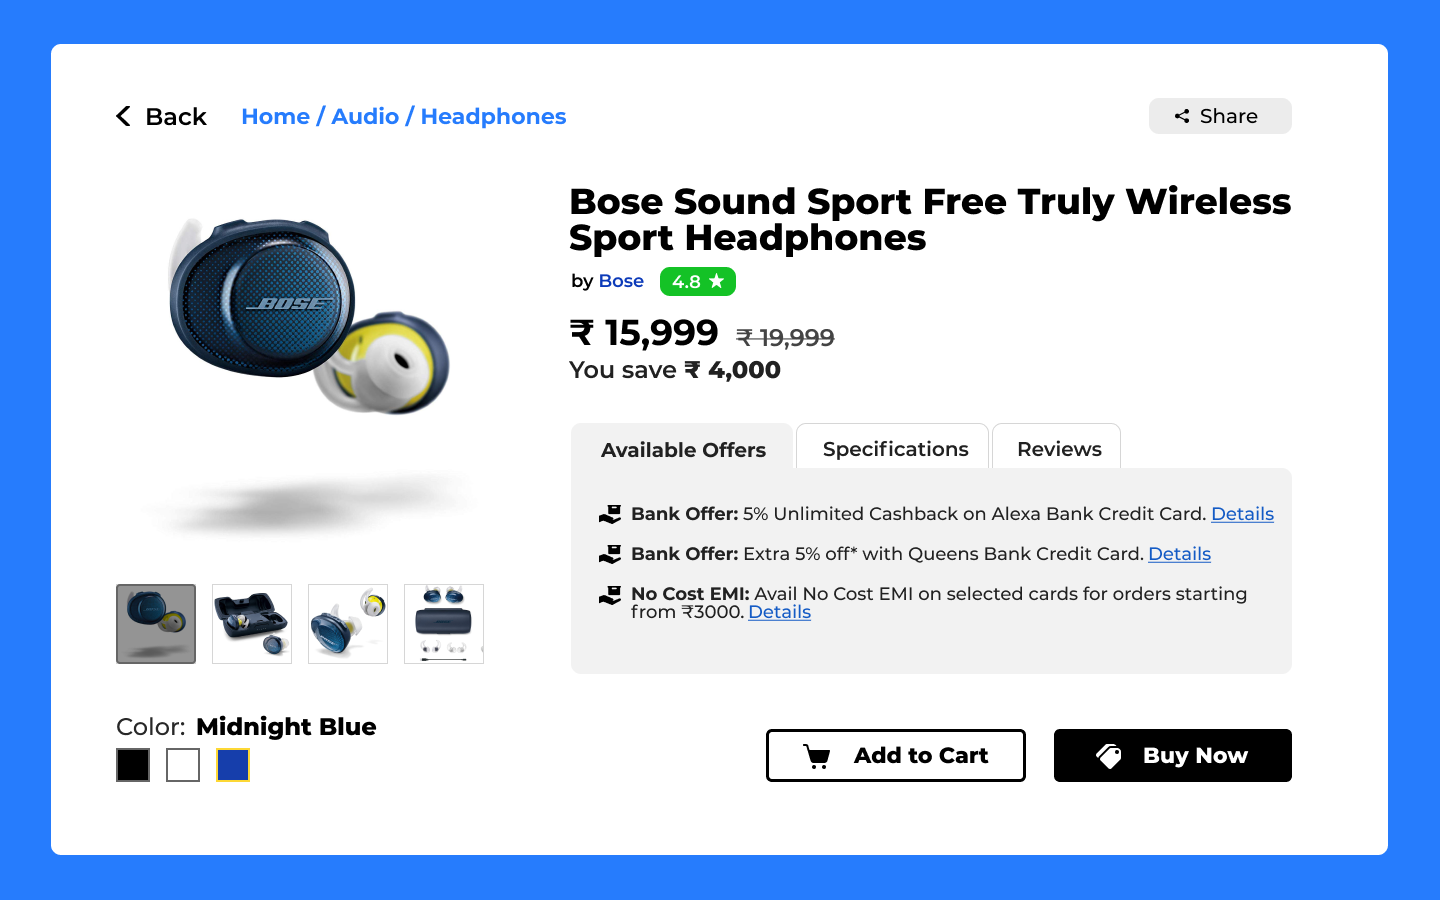 Back
Home / Audio / Headphones
Share
Bose Sound Sport Free Truly Wireless
Sport Headphones
by Bose 4.8
₹ 15,999 ₹ 19,999
You save ₹ 4,000
BOSE
Available Offers
Specifications
Reviews
Bank Offer: 5% Unlimited Cashback on Alexa Bank Credit Card. Details
Bank Offer: Extra 5% off* with Queens Bank Credit Card. Details
No Cost EMI: Avail No Cost EMI on selected cards for orders starting
from ₹3000. Details
Color: Midnight Blue
Add to Cart
Buy Now